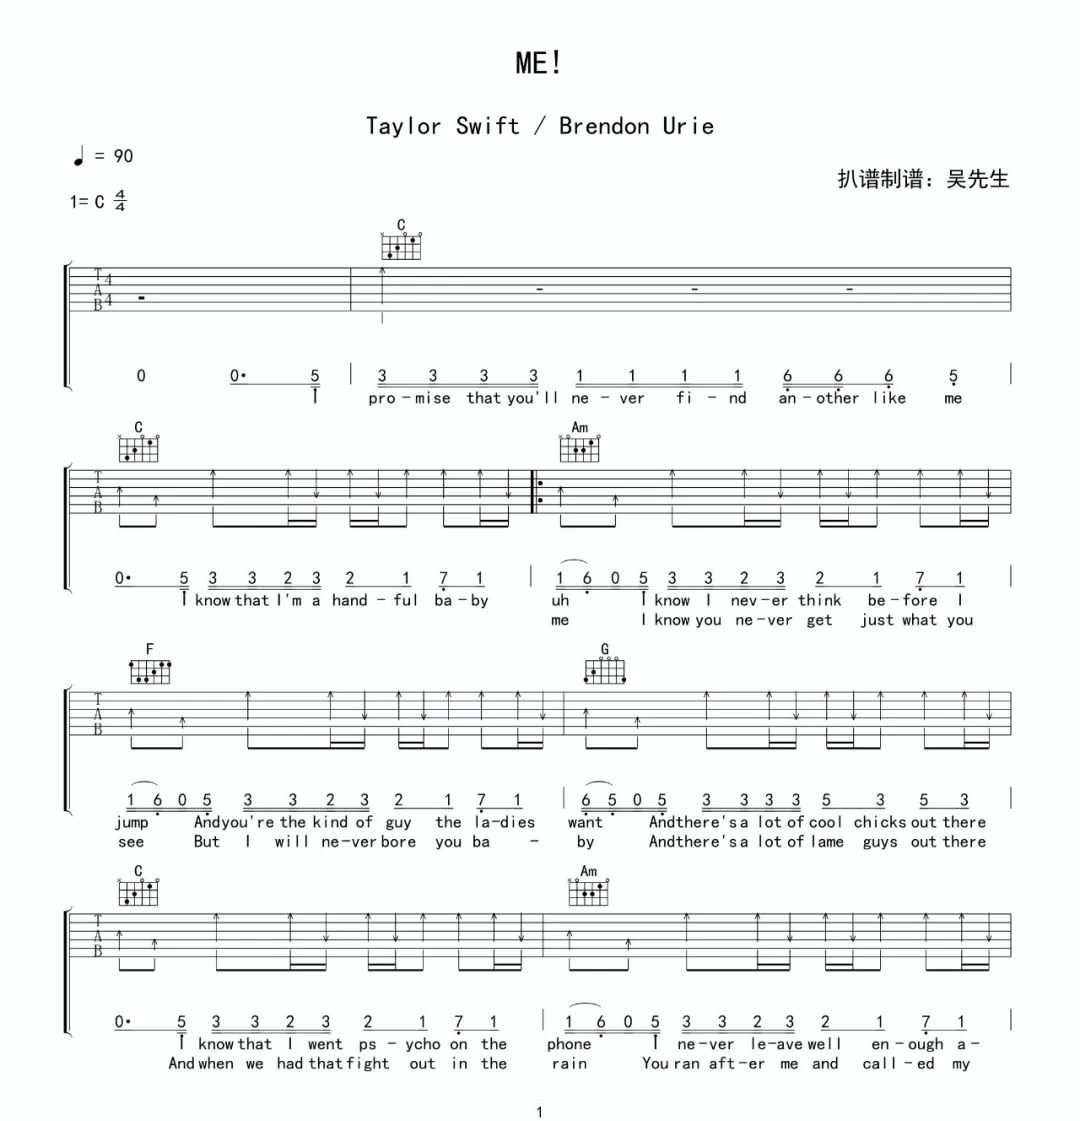 ME!
Taylor Swift / Brendon Urie
= 90
扒谱制谱：吴先生
1= C 4/4
C
TAB 4/4
0 0· 5 | 3 3 3 3 1 1 1 1 6 6 6 5 |
I pro-mise that you'll ne-ver fi-nd an-other like me
C Am
TAB
0· 5 3 3 2 3 2 1 7 1 | 1 6 0 5 3 3 2 3 2 1 7 1 |
I know that I'm a hand-ful ba-by uh I know I nev-er think be-fore I
me I know you ne-ver get just what you
F G
TAB
1 6 0 5 3 3 2 3 2 1 7 1 | 6 5 0 5 3 3 3 3 5 3 5 3 |
jump And you're the kind of guy the la-dies want And there's a lot of cool chicks out there
see But I will ne-ver bore you ba- by And there's a lot of lame guys out there
C Am
TAB
0· 5 3 3 2 3 2 1 7 1 | 1 6 0 5 3 3 2 3 2 1 7 1 |
I know that I went ps-ycho on the phone I ne-ver le-ave well en-ough a-
And when we had that fight out in the rain You ran aft-er me and call-ed my
1